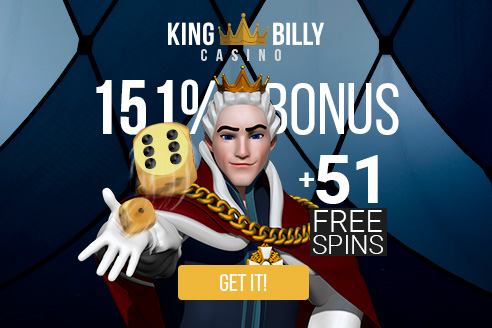 KING BILLY
CASINO
151% BONUS
+51
FREE
SPINS
GET IT!